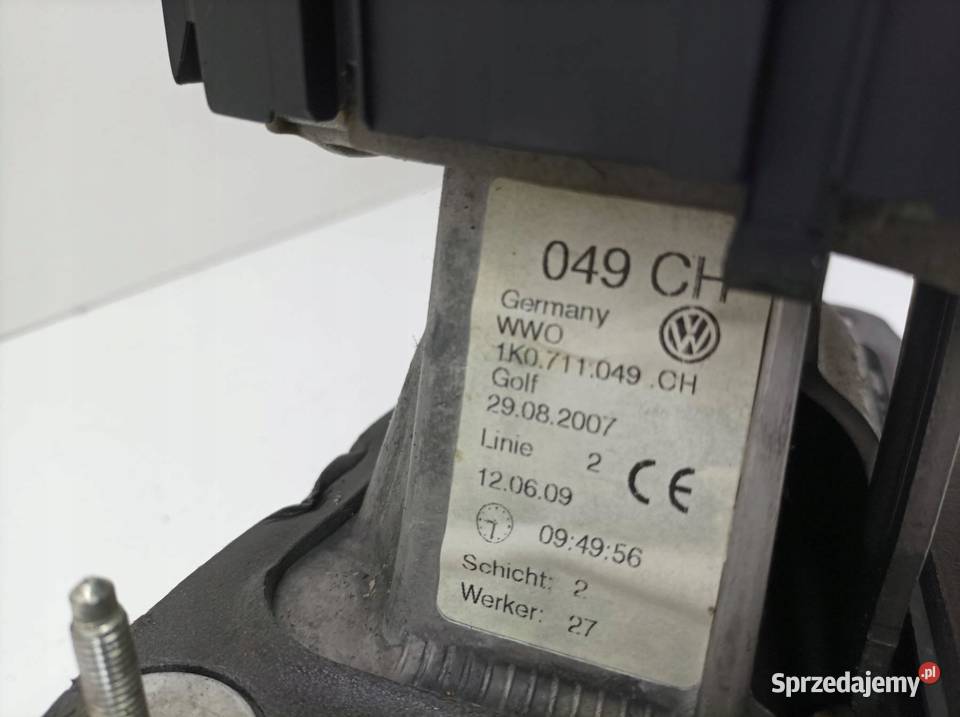 049 CH
Germany
WWO
1K0.711.049 .CH
Golf
29.08.2007
Linie 2
CE
12.06.09
09:49:56
Schicht: 2
Werker: 27
Sprzedajemy.pl